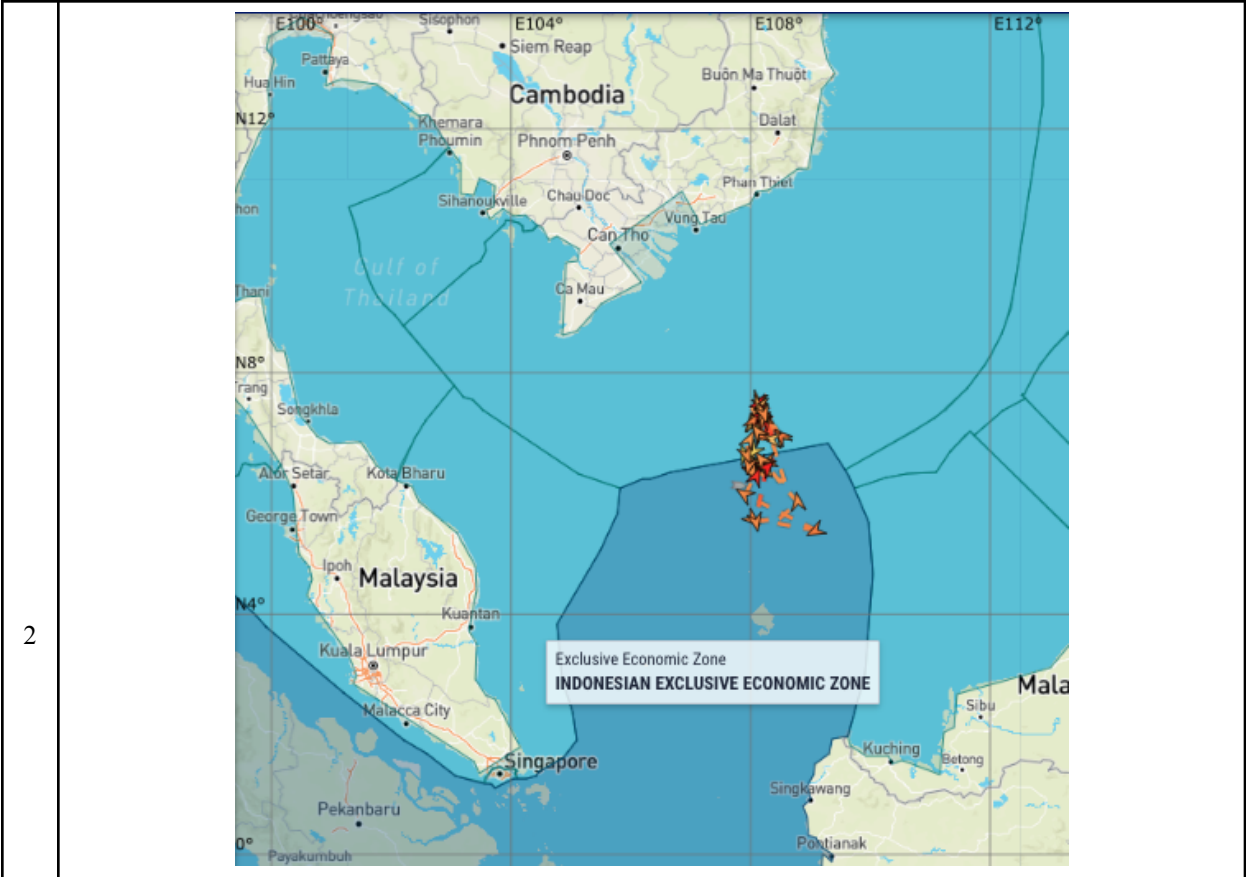 E100°
E104°
E108°
E112°
Sisophon
Siem Reap
Pattaya
Hua Hin
Buôn Ma Thuột
Cambodia
N12°
Khemara
Phoumin
Phnom Penh
Dalat
Phan Thiet
Sihanoukville
Chau Doc
hon
Vung Tau
Can Tho
Gulf of
Thailand
Thani
Ca Mau
N8°
rang
Songkhla
Alor Setar
Kota Bharu
George Town
Ipoh
Malaysia
N4°
Kuantan
2
Kuala Lumpur
Exclusive Economic Zone
INDONESIAN EXCLUSIVE ECONOMIC ZONE
Mala
Malacca City
Sibu
Singapore
Kuching
Betong
Singkawang
Pekanbaru
0°
Pontianak
Payakumbuh